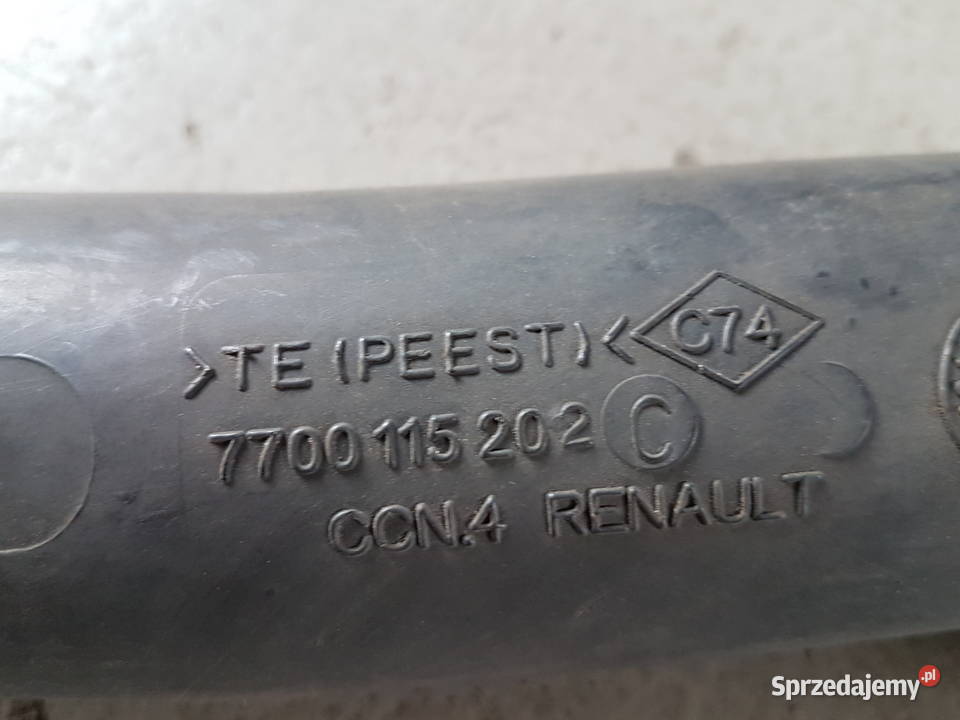 >TE(PEEST)< C74
7700 115 202 C
CCN.4 RENAULT
Sprzedajemy.pl